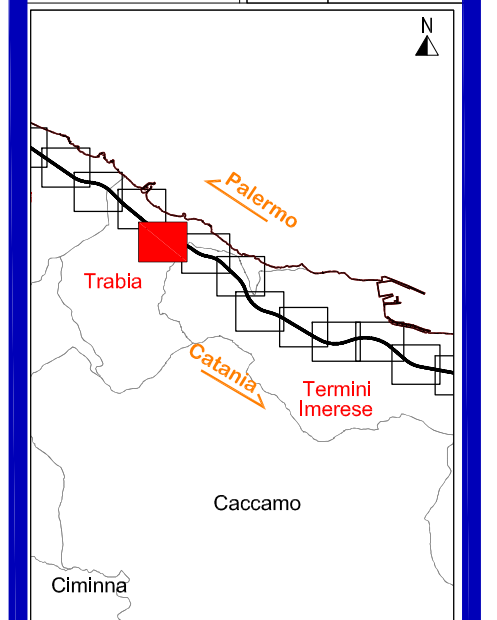 N
Palermo
Trabia
Catania
Termini
Imerese
Caccamo
Ciminna